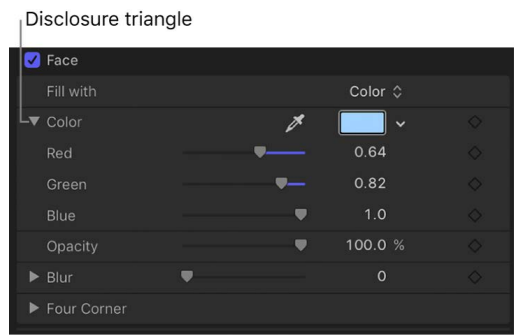 Disclosure triangle
Face
Fill with Color
Color
Red 0.64
Green 0.82
Blue 1.0
Opacity 100.0 %
Blur 0
Four Corner